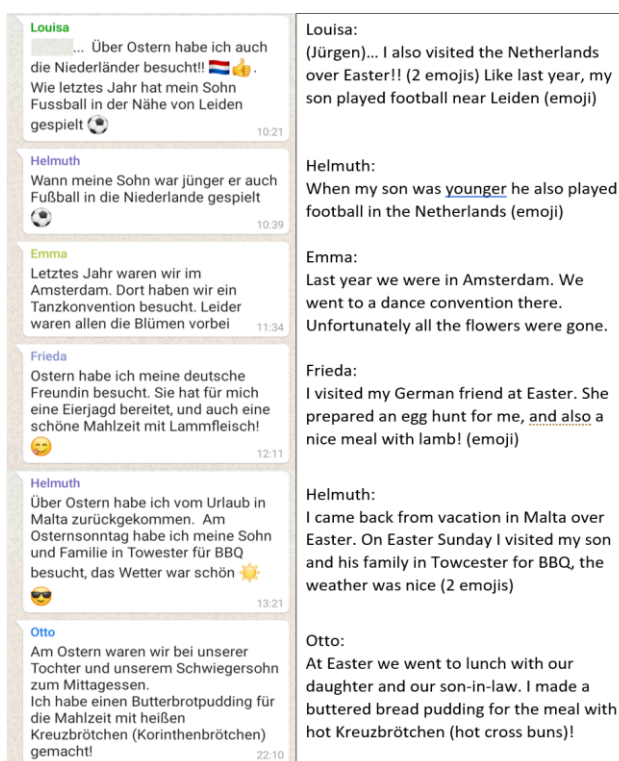 Louisa
... Über Ostern habe ich auch
die Niederländer besucht!! 🇳🇱👍.
Wie letztes Jahr hat mein Sohn
Fussball in der Nähe von Leiden
gespielt ⚽
10:21
Helmuth
Wann meine Sohn war jünger er auch
Fußball in die Niederlande gespielt
⚽
10:39
Emma
Letztes Jahr waren wir im
Amsterdam. Dort haben wir ein
Tanzkonvention besucht. Leider
waren allen die Blümen vorbei 11:34
Frieda
Ostern habe ich meine deutsche
Freundin besucht. Sie hat für mich
eine Eierjagd bereitet, und auch eine
schöne Mahlzeit mit Lammfleisch!
😋
12:11
Helmuth
Über Ostern habe ich vom Urlaub in
Malta zurückgekommen. Am
Osternsonntag habe ich meine Sohn
und Familie in Towester für BBQ
besucht, das Wetter war schön ☀️
😎
13:21
Otto
Am Ostern waren wir bei unserer
Tochter und unserem Schwiegersohn
zum Mittagessen.
Ich habe einen Butterbrotpudding für
die Mahlzeit mit heißen
Kreuzbrötchen (Korinthenbrötchen)
gemacht! 22:10
Louisa:
(Jürgen)... I also visited the Netherlands
over Easter!! (2 emojis) Like last year, my
son played football near Leiden (emoji)
Helmuth:
When my son was younger he also played
football in the Netherlands (emoji)
Emma:
Last year we were in Amsterdam. We
went to a dance convention there.
Unfortunately all the flowers were gone.
Frieda:
I visited my German friend at Easter. She
prepared an egg hunt for me, and also a
nice meal with lamb! (emoji)
Helmuth:
I came back from vacation in Malta over
Easter. On Easter Sunday I visited my son
and his family in Towcester for BBQ, the
weather was nice (2 emojis)
Otto:
At Easter we went to lunch with our
daughter and our son-in-law. I made a
buttered bread pudding for the meal with
hot Kreuzbrötchen (hot cross buns)!